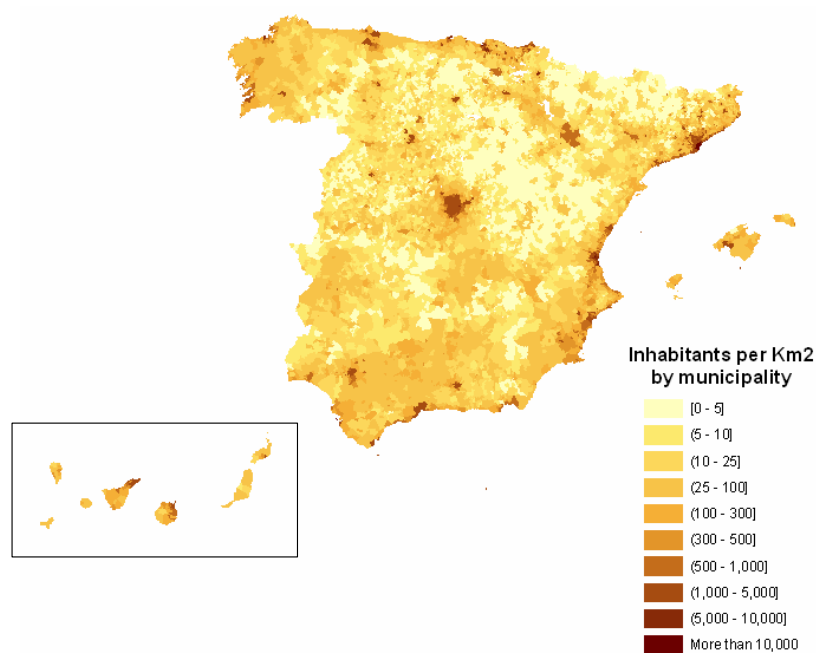 Inhabitants per Km2
by municipality
[0 - 5]
(5 - 10]
(10 - 25]
(25 - 100]
(100 - 300]
(300 - 500]
(500 - 1,000]
(1,000 - 5,000]
(5,000 - 10,000]
More than 10,000